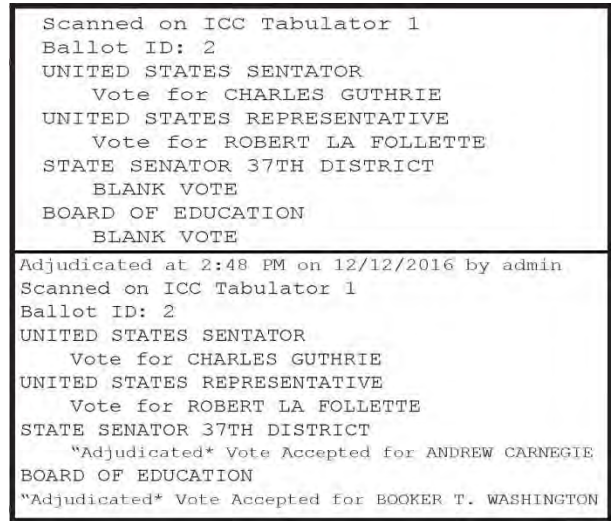 Scanned on ICC Tabulator 1
Ballot ID: 2
UNITED STATES SENTATOR
Vote for CHARLES GUTHRIE
UNITED STATES REPRESENTATIVE
Vote for ROBERT LA FOLLETTE
STATE SENATOR 37TH DISTRICT
BLANK VOTE
BOARD OF EDUCATION
BLANK VOTE
Adjudicated at 2:48 PM on 12/12/2016 by admin
Scanned on ICC Tabulator 1
Ballot ID: 2
UNITED STATES SENTATOR
Vote for CHARLES GUTHRIE
UNITED STATES REPRESENTATIVE
Vote for ROBERT LA FOLLETTE
STATE SENATOR 37TH DISTRICT
“Adjudicated* Vote Accepted for ANDREW CARNEGIE
BOARD OF EDUCATION
“Adjudicated* Vote Accepted for BOOKER T. WASHINGTON